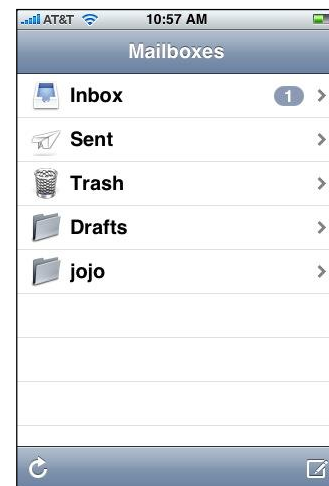 AT&T 10:57 AM
Mailboxes
Inbox 1
Sent
Trash
Drafts
jojo